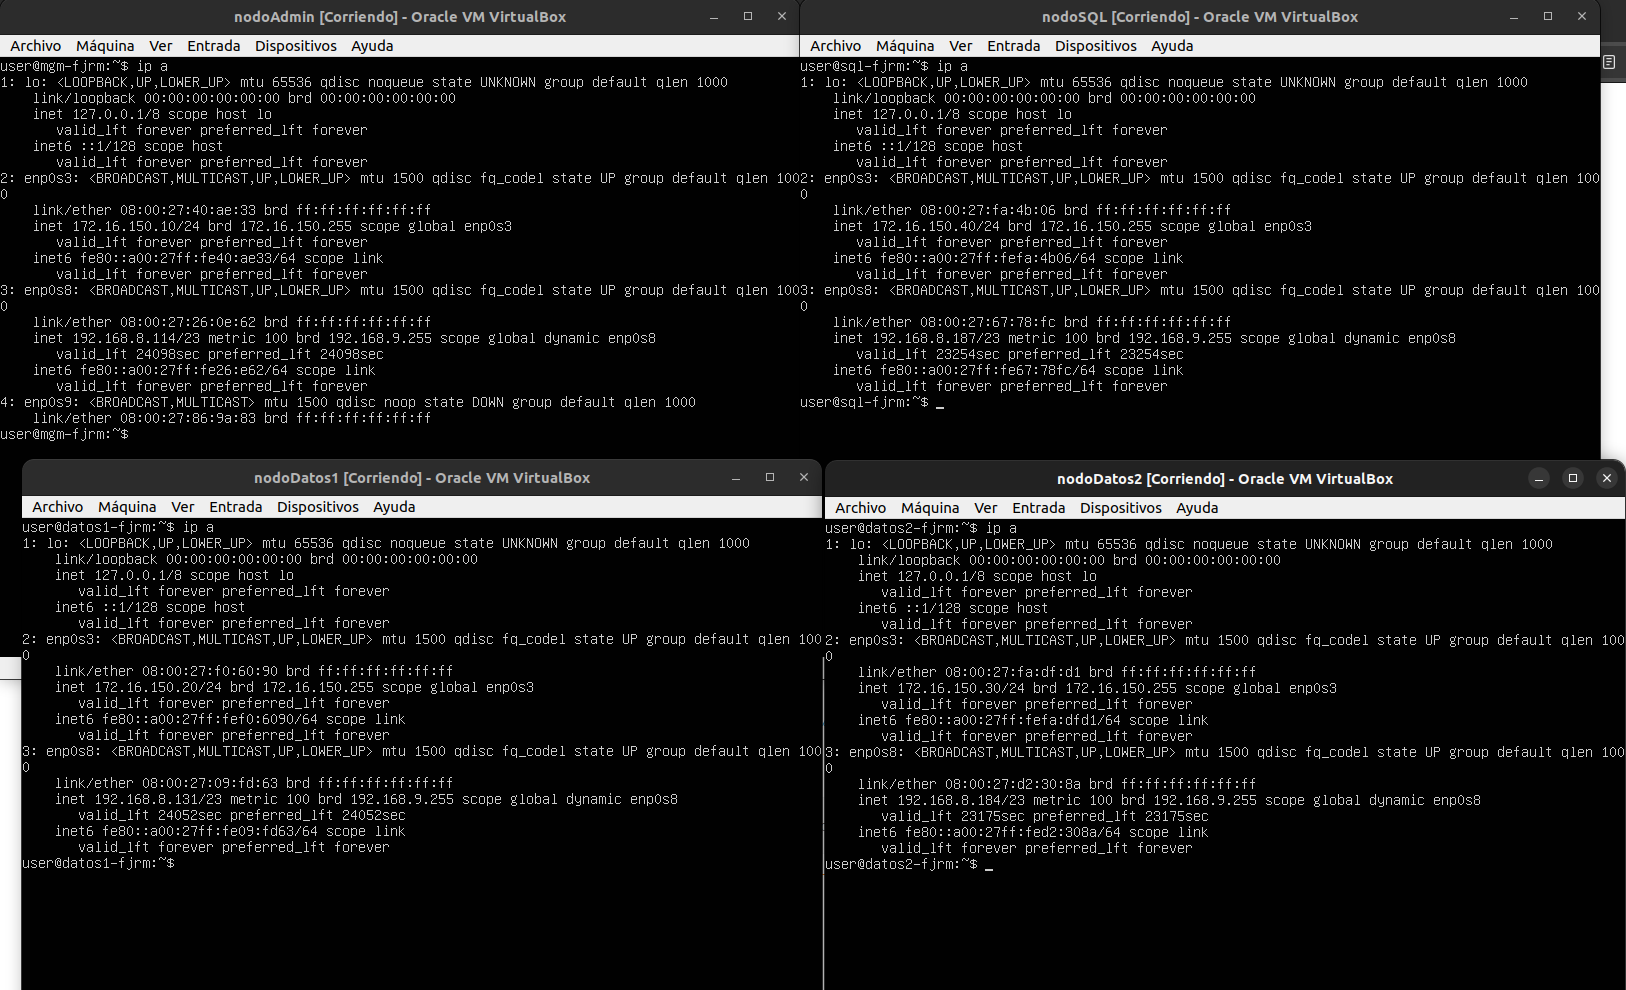 nodoAdmin [Corriendo] - Oracle VM VirtualBox
Archivo Máquina Ver Entrada Dispositivos Ayuda
user@mgm-fjrm:~$ ip a
1: lo: <LOOPBACK,UP,LOWER_UP> mtu 65536 qdisc noqueue state UNKNOWN group default qlen 1000
link/loopback 00:00:00:00:00:00 brd 00:00:00:00:00:00
inet 127.0.0.1/8 scope host lo
valid_lft forever preferred_lft forever
inet6 ::1/128 scope host
valid_lft forever preferred_lft forever
2: enp0s3: <BROADCAST,MULTICAST,UP,LOWER_UP> mtu 1500 qdisc fq_codel state UP group default qlen 100
0
link/ether 08:00:27:40:ae:33 brd ff:ff:ff:ff:ff:ff
inet 172.16.150.10/24 brd 172.16.150.255 scope global enp0s3
valid_lft forever preferred_lft forever
inet6 fe80::a00:27ff:fe40:ae33/64 scope link
valid_lft forever preferred_lft forever
3: enp0s8: <BROADCAST,MULTICAST,UP,LOWER_UP> mtu 1500 qdisc fq_codel state UP group default qlen 100
0
link/ether 08:00:27:26:0e:62 brd ff:ff:ff:ff:ff:ff
inet 192.168.8.114/23 metric 100 brd 192.168.9.255 scope global dynamic enp0s8
valid_lft 24098sec preferred_lft 24098sec
inet6 fe80::a00:27ff:fe26:e62/64 scope link
valid_lft forever preferred_lft forever
4: enp0s9: <BROADCAST,MULTICAST> mtu 1500 qdisc noop state DOWN group default qlen 1000
link/ether 08:00:27:86:9a:83 brd ff:ff:ff:ff:ff:ff
user@mgm-fjrm:~$
nodoSQL [Corriendo] - Oracle VM VirtualBox
Archivo Máquina Ver Entrada Dispositivos Ayuda
user@sql-fjrm:~$ ip a
1: lo: <LOOPBACK,UP,LOWER_UP> mtu 65536 qdisc noqueue state UNKNOWN group default qlen 1000
link/loopback 00:00:00:00:00:00 brd 00:00:00:00:00:00
inet 127.0.0.1/8 scope host lo
valid_lft forever preferred_lft forever
inet6 ::1/128 scope host
valid_lft forever preferred_lft forever
2: enp0s3: <BROADCAST,MULTICAST,UP,LOWER_UP> mtu 1500 qdisc fq_codel state UP group default qlen 100
0
link/ether 08:00:27:fa:4b:06 brd ff:ff:ff:ff:ff:ff
inet 172.16.150.40/24 brd 172.16.150.255 scope global enp0s3
valid_lft forever preferred_lft forever
inet6 fe80::a00:27ff:fefa:4b06/64 scope link
valid_lft forever preferred_lft forever
3: enp0s8: <BROADCAST,MULTICAST,UP,LOWER_UP> mtu 1500 qdisc fq_codel state UP group default qlen 100
0
link/ether 08:00:27:67:78:fc brd ff:ff:ff:ff:ff:ff
inet 192.168.8.187/23 metric 100 brd 192.168.9.255 scope global dynamic enp0s8
valid_lft 23254sec preferred_lft 23254sec
inet6 fe80::a00:27ff:fe67:78fc/64 scope link
valid_lft forever preferred_lft forever
user@sql-fjrm:~$ _
nodoDatos1 [Corriendo] - Oracle VM VirtualBox
Archivo Máquina Ver Entrada Dispositivos Ayuda
user@datos1-fjrm:~$ ip a
1: lo: <LOOPBACK,UP,LOWER_UP> mtu 65536 qdisc noqueue state UNKNOWN group default qlen 1000
link/loopback 00:00:00:00:00:00 brd 00:00:00:00:00:00
inet 127.0.0.1/8 scope host lo
valid_lft forever preferred_lft forever
inet6 ::1/128 scope host
valid_lft forever preferred_lft forever
2: enp0s3: <BROADCAST,MULTICAST,UP,LOWER_UP> mtu 1500 qdisc fq_codel state UP group default qlen 100
0
link/ether 08:00:27:f0:60:90 brd ff:ff:ff:ff:ff:ff
inet 172.16.150.20/24 brd 172.16.150.255 scope global enp0s3
valid_lft forever preferred_lft forever
inet6 fe80::a00:27ff:fef0:6090/64 scope link
valid_lft forever preferred_lft forever
3: enp0s8: <BROADCAST,MULTICAST,UP,LOWER_UP> mtu 1500 qdisc fq_codel state UP group default qlen 100
0
link/ether 08:00:27:09:fd:63 brd ff:ff:ff:ff:ff:ff
inet 192.168.8.131/23 metric 100 brd 192.168.9.255 scope global dynamic enp0s8
valid_lft 24052sec preferred_lft 24052sec
inet6 fe80::a00:27ff:fe09:fd63/64 scope link
valid_lft forever preferred_lft forever
user@datos1-fjrm:~$
nodoDatos2 [Corriendo] - Oracle VM VirtualBox
Archivo Máquina Ver Entrada Dispositivos Ayuda
user@datos2-fjrm:~$ ip a
1: lo: <LOOPBACK,UP,LOWER_UP> mtu 65536 qdisc noqueue state UNKNOWN group default qlen 1000
link/loopback 00:00:00:00:00:00 brd 00:00:00:00:00:00
inet 127.0.0.1/8 scope host lo
valid_lft forever preferred_lft forever
inet6 ::1/128 scope host
valid_lft forever preferred_lft forever
2: enp0s3: <BROADCAST,MULTICAST,UP,LOWER_UP> mtu 1500 qdisc fq_codel state UP group default qlen 100
0
link/ether 08:00:27:fa:df:d1 brd ff:ff:ff:ff:ff:ff
inet 172.16.150.30/24 brd 172.16.150.255 scope global enp0s3
valid_lft forever preferred_lft forever
inet6 fe80::a00:27ff:fefa:dfd1/64 scope link
valid_lft forever preferred_lft forever
3: enp0s8: <BROADCAST,MULTICAST,UP,LOWER_UP> mtu 1500 qdisc fq_codel state UP group default qlen 100
0
link/ether 08:00:27:d2:30:8a brd ff:ff:ff:ff:ff:ff
inet 192.168.8.184/23 metric 100 brd 192.168.9.255 scope global dynamic enp0s8
valid_lft 23175sec preferred_lft 23175sec
inet6 fe80::a00:27ff:fed2:308a/64 scope link
valid_lft forever preferred_lft forever
user@datos2-fjrm:~$ _